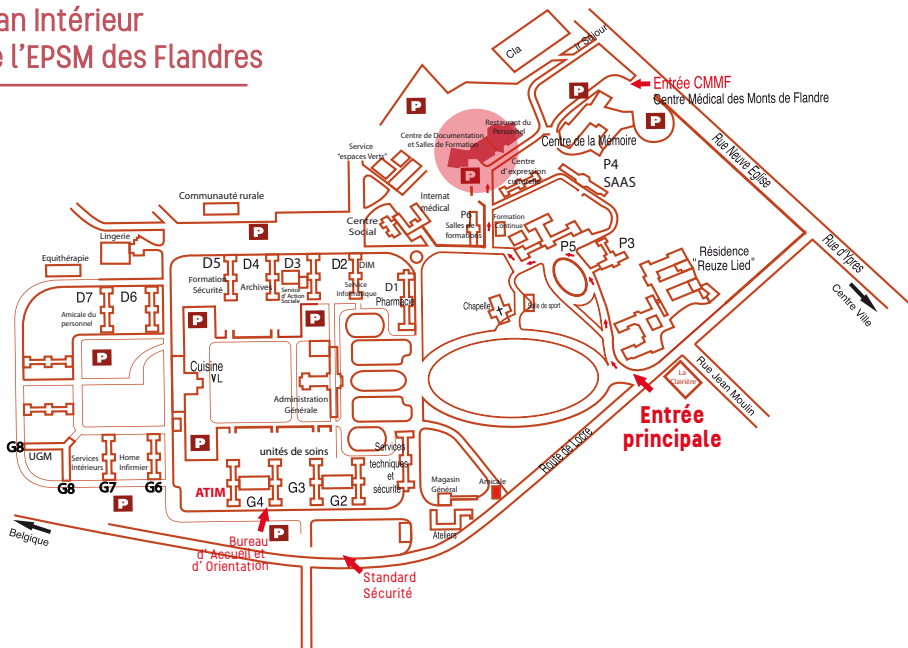 an Intérieur
e l'EPSM des Flandres
Cla
Entrée CMMF
Centre Médical des Monts de Flandre
P
P
P
Restaurant du
Personnel
Centre de Documentation
et Salles de Formation
P
Centre de la Mémoire
Rue Neuve Eglise
Service
"espaces Verts"
Centre
d'expression
culturelle
P4
SAAS
Communauté rurale
Internat
médical
P6
Salles de
formations
Formation
Continue
Centre
Social
P
P5
P3
Résidence
"Reuze Lied"
Rue d'Ypres
Centre Ville
Lingerie
Equithérapie
D5
D4
D3
D2
DIM
D1
Pharmacie
Formation
Sécurité
Archives
Service
d'Action
Sociale
Service
Informatique
D7
D6
Amicale du
personnel
Chapelle
Salle de sport
P
P
P
Cuisine
VL
Administration
Générale
La
Clairière
Rue Jean Moulin
Entrée
principale
Route de Locre
P
G8
UGM
G8
Services
Intérieurs
G7
Home
Infirmier
G6
unités de soins
Services
techniques
et
sécurité
ATIM
G4
G3
G2
Magasin
Général
Amicale
Ateliers
P
P
Belgique
Bureau
d'Accueil et
d'Orientation
Standard
Sécurité